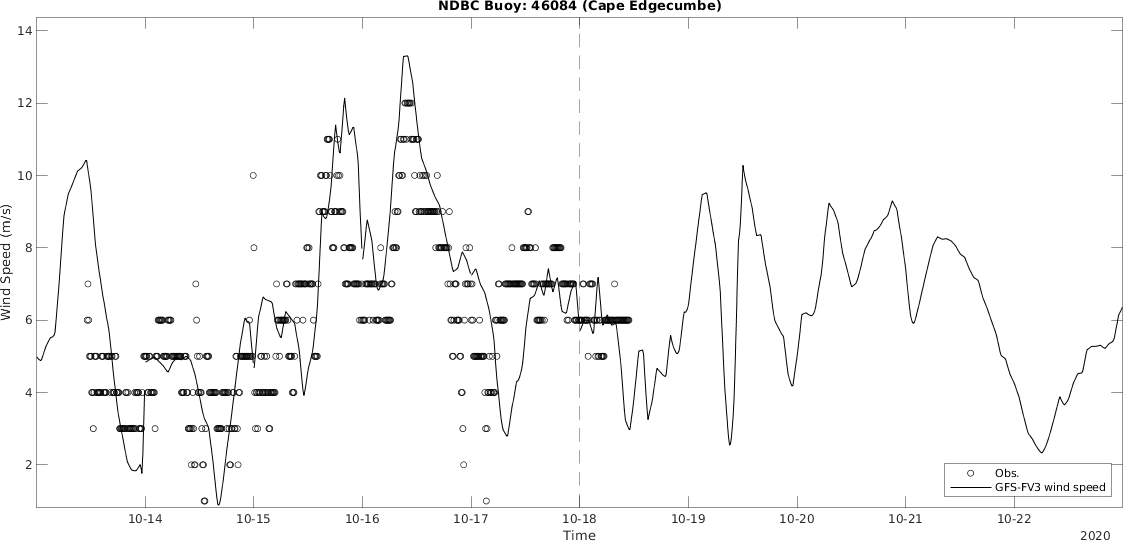 NDBC Buoy: 46084 (Cape Edgecumbe)
14
12
10
8
6
4
2
Wind Speed (m/s)
Obs.
GFS-FV3 wind speed
10-14 10-15 10-16 10-17 10-18 10-19 10-20 10-21 10-22
Time
2020